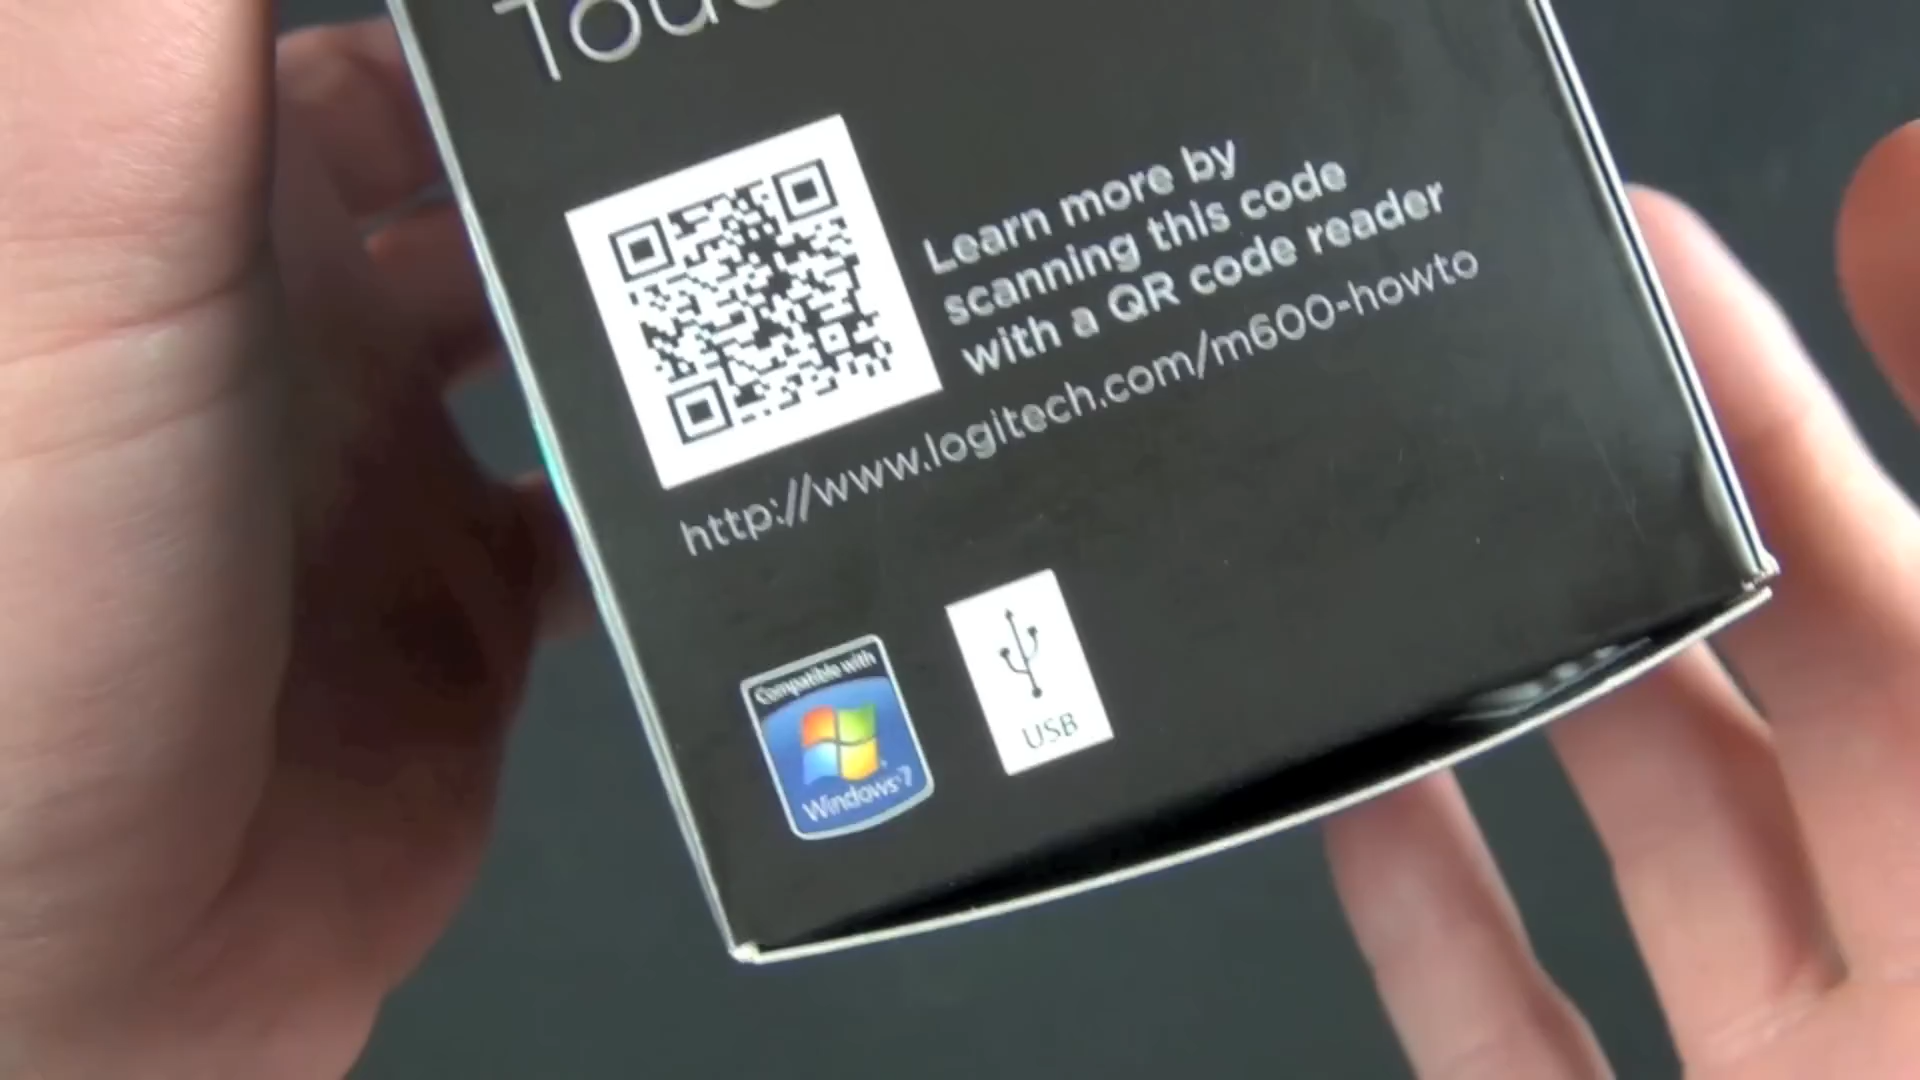 Learn more by
scanning this code
with a QR code reader
http://www.logitech.com/m600-howto
Compatible with
Windows 7
USB